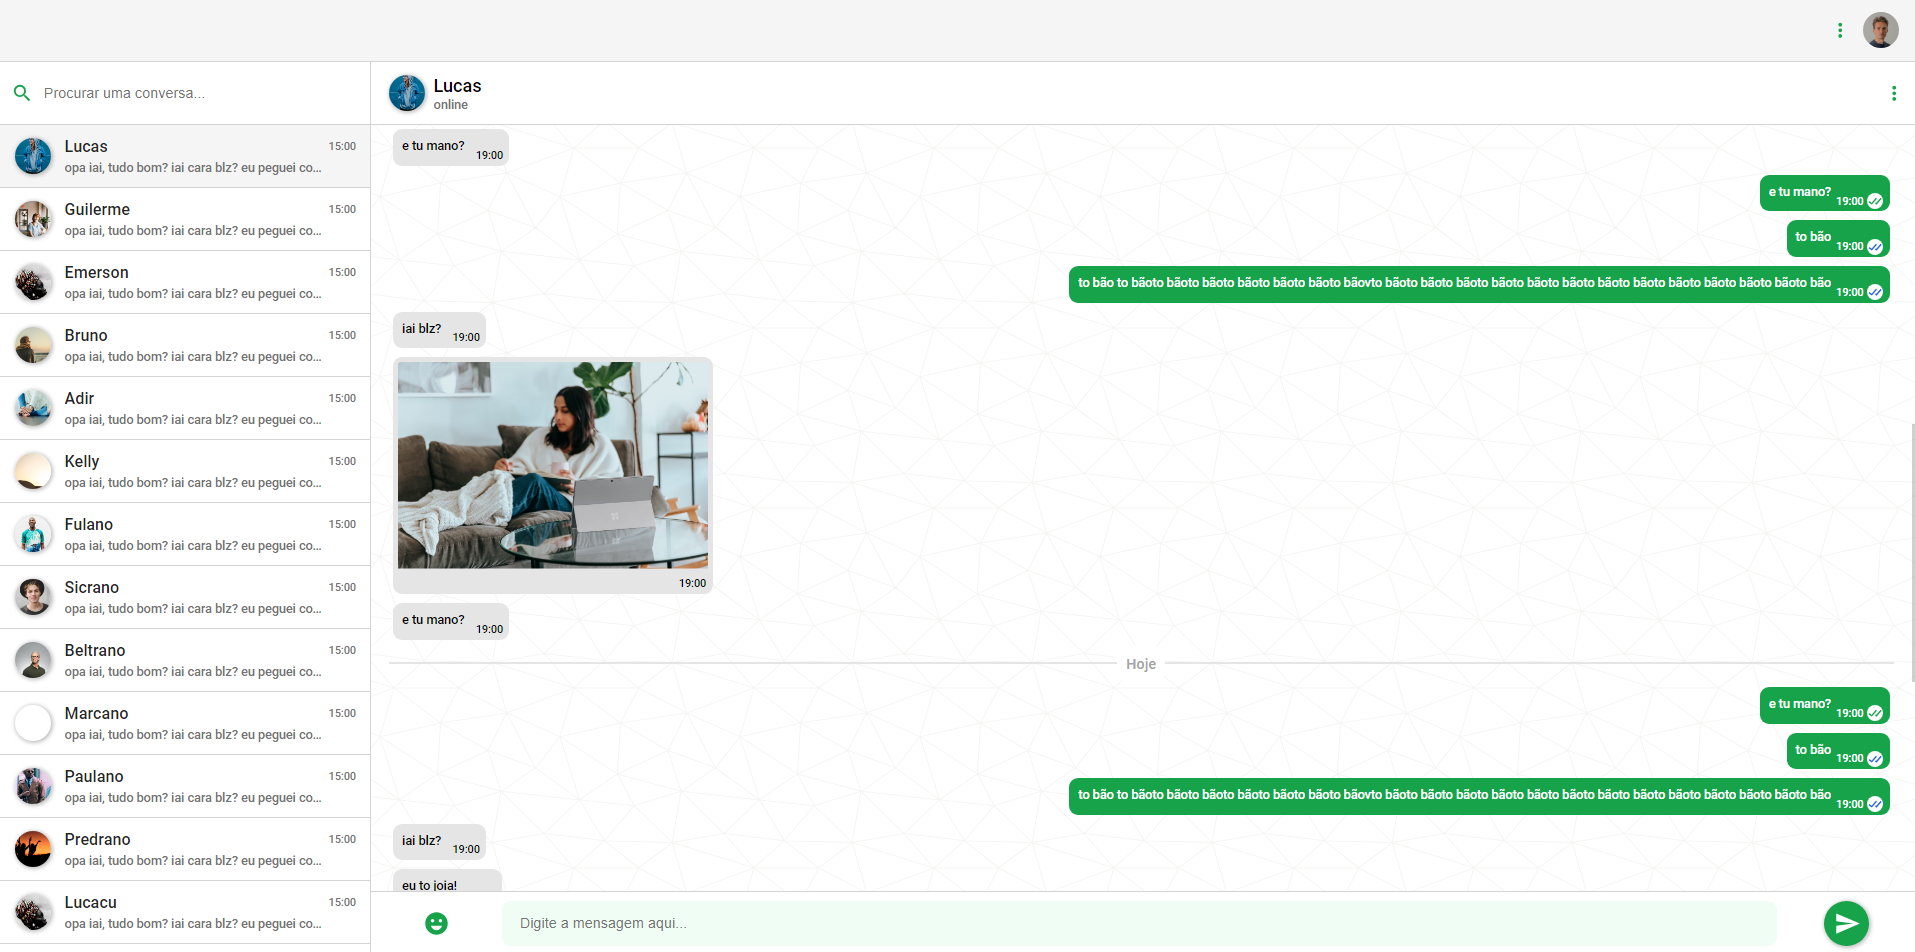 Procurar uma conversa...
Lucas
15:00
opa iai, tudo bom? iai cara blz? eu peguei co...
Guilerme
15:00
opa iai, tudo bom? iai cara blz? eu peguei co...
Emerson
15:00
opa iai, tudo bom? iai cara blz? eu peguei co...
Bruno
15:00
opa iai, tudo bom? iai cara blz? eu peguei co...
Adir
15:00
opa iai, tudo bom? iai cara blz? eu peguei co...
Kelly
15:00
opa iai, tudo bom? iai cara blz? eu peguei co...
Fulano
15:00
opa iai, tudo bom? iai cara blz? eu peguei co...
Sicrano
15:00
opa iai, tudo bom? iai cara blz? eu peguei co...
Beltrano
15:00
opa iai, tudo bom? iai cara blz? eu peguei co...
Marcano
15:00
opa iai, tudo bom? iai cara blz? eu peguei co...
Paulano
15:00
opa iai, tudo bom? iai cara blz? eu peguei co...
Predrano
15:00
opa iai, tudo bom? iai cara blz? eu peguei co...
Lucacu
15:00
opa iai, tudo bom? iai cara blz? eu peguei co...
Lucas
online
e tu mano?
19:00
e tu mano?
19:00
to bão
19:00
to bão to bãoto bãoto bãoto bãoto bãoto bãoto bãovto bãoto bãoto bãoto bãoto bãoto bãoto bãoto bãoto bãoto bãoto bãoto bão
19:00
iai blz?
19:00
19:00
e tu mano?
19:00
Hoje
e tu mano?
19:00
to bão
19:00
to bão to bãoto bãoto bãoto bãoto bãoto bãoto bãovto bãoto bãoto bãoto bãoto bãoto bãoto bãoto bãoto bãoto bãoto bãoto bão
19:00
iai blz?
19:00
eu to joia!
Digite a mensagem aqui...